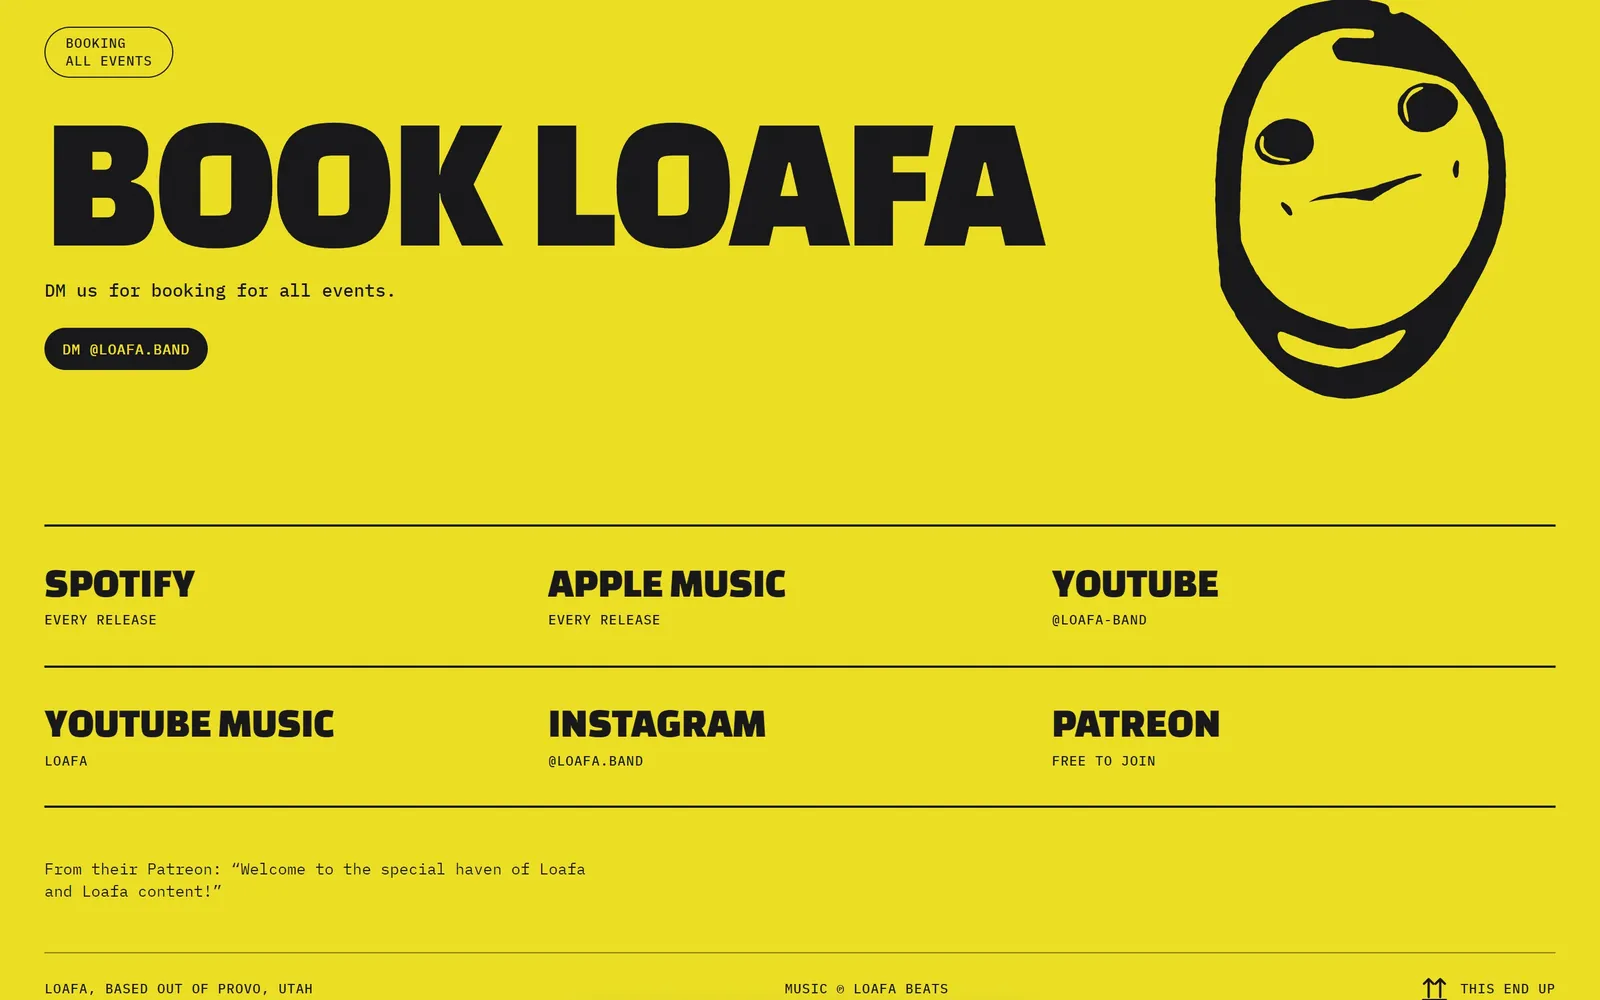 BOOKING
ALL EVENTS
BOOK LOAFA
DM us for booking for all events.
DM @LOAFA.BAND
SPOTIFY
EVERY RELEASE
APPLE MUSIC
EVERY RELEASE
YOUTUBE
@LOAFA-BAND
YOUTUBE MUSIC
LOAFA
INSTAGRAM
@LOAFA.BAND
PATREON
FREE TO JOIN
From their Patreon: “Welcome to the special haven of Loafa
and Loafa content!”
LOAFA, BASED OUT OF PROVO, UTAH
MUSIC ℗ LOAFA BEATS
THIS END UP